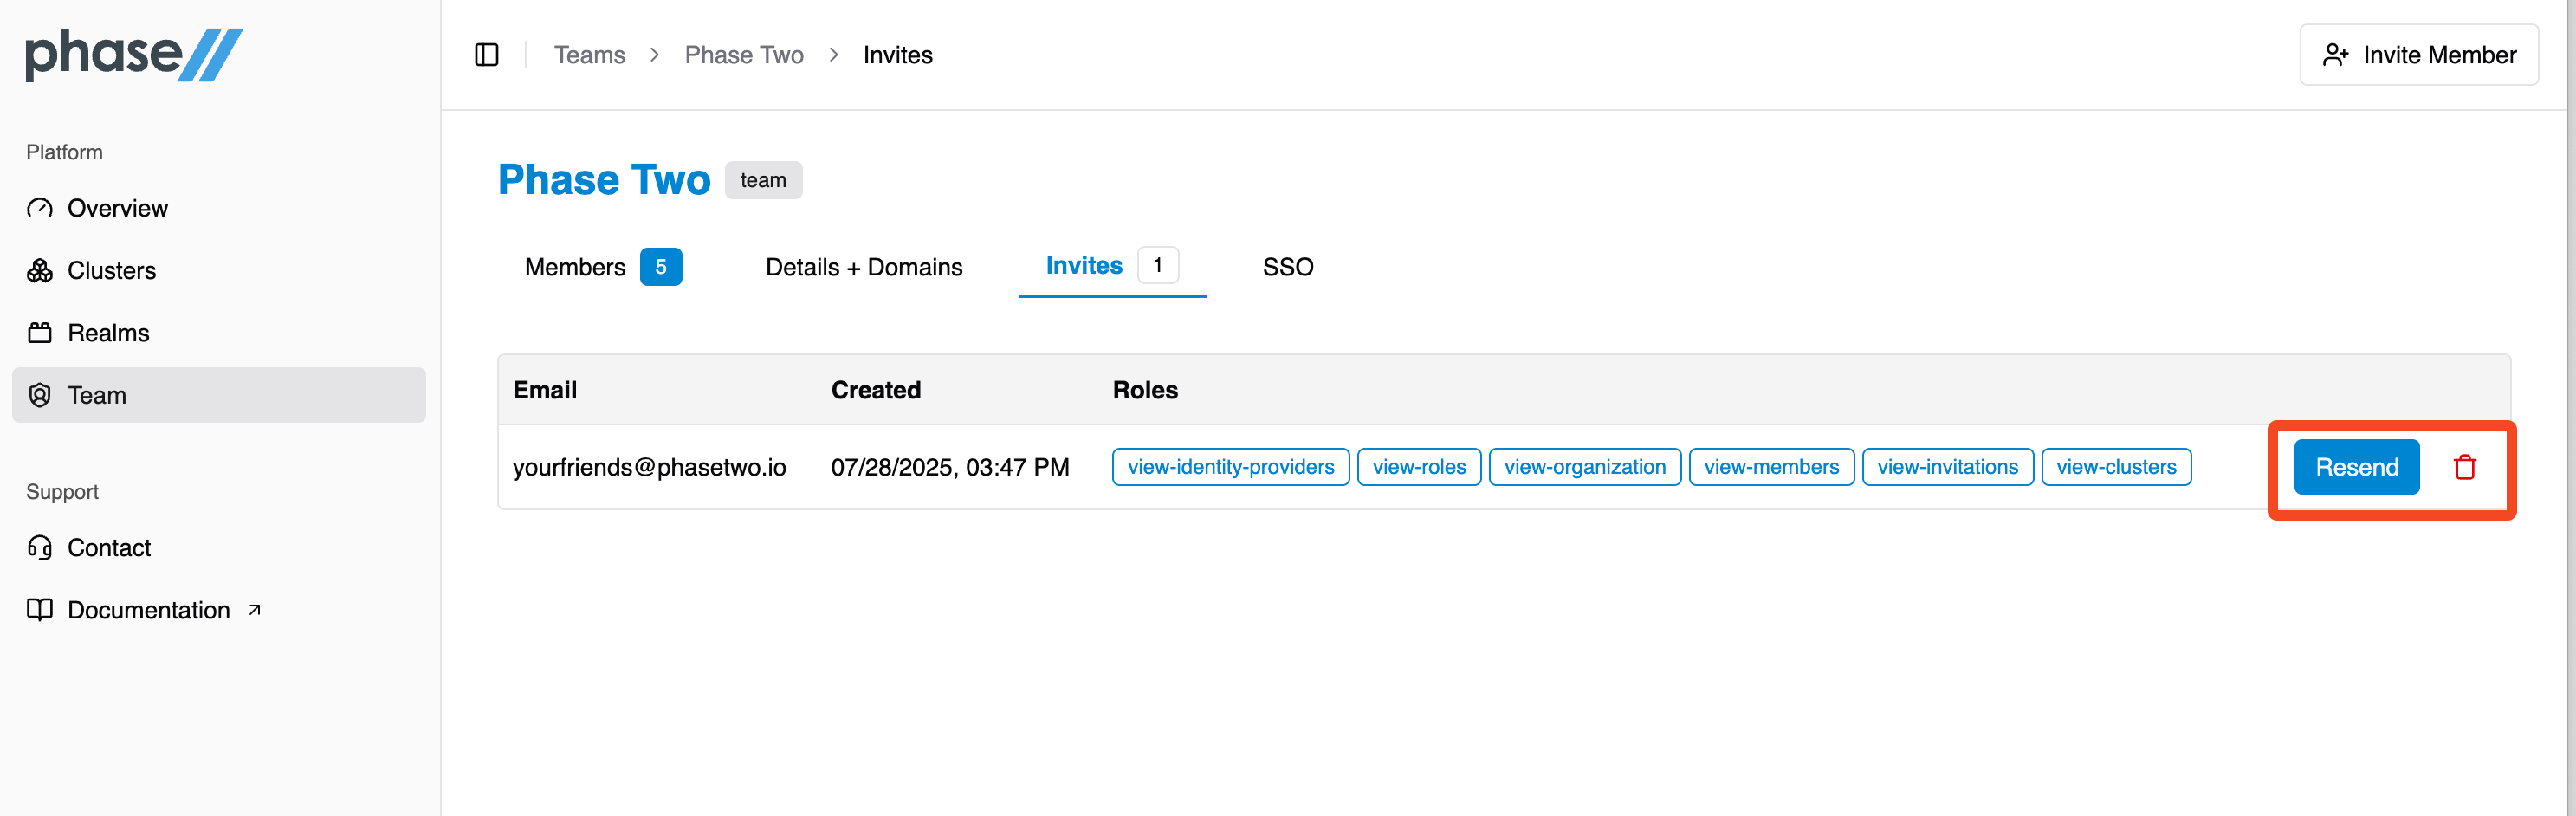 phase
Platform
Overview
Clusters
Realms
Team
Support
Contact
Documentation
Teams > Phase Two > Invites
Invite Member
Phase Two team
Members 5 Details + Domains Invites 1 SSO
Email Created Roles
yourfriends@phasetwo.io 07/28/2025, 03:47 PM view-identity-providers view-roles view-organization view-members view-invitations view-clusters Resend